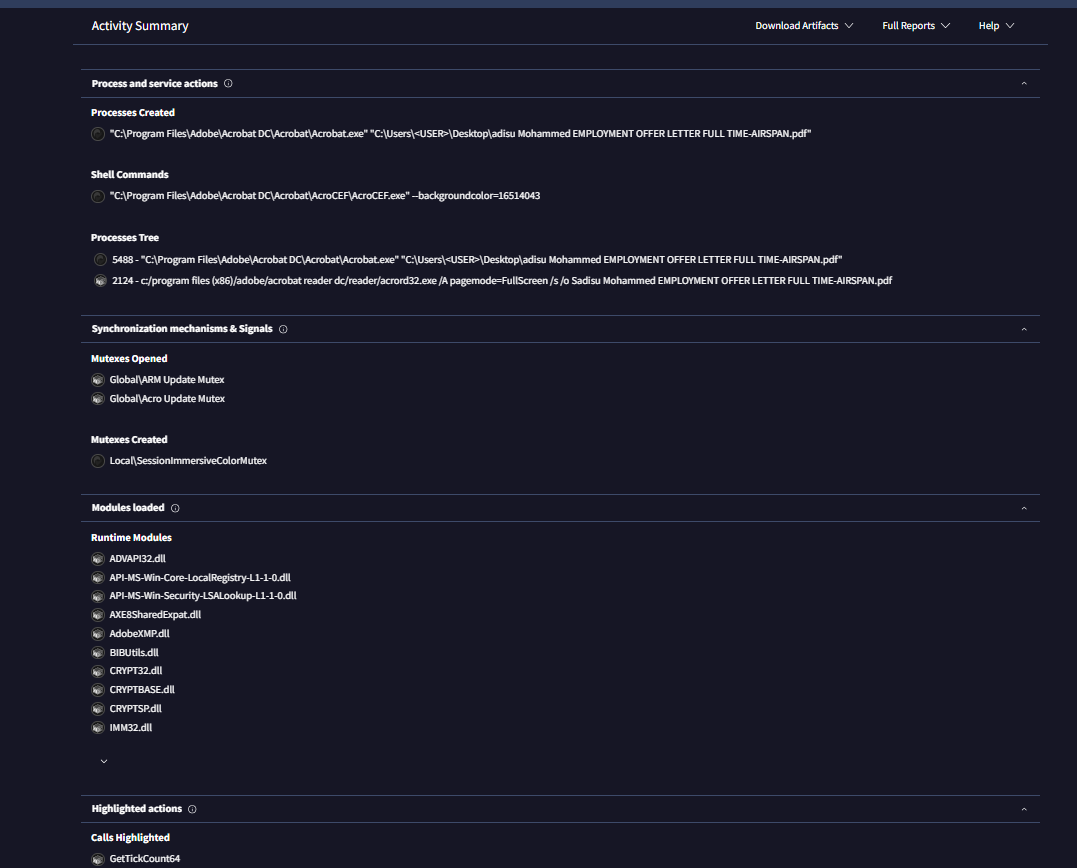 Activity Summary
Download Artifacts
Full Reports
Help
Process and service actions
Processes Created
"C:\Program Files\Adobe\Acrobat DC\Acrobat\Acrobat.exe" "C:\Users\<USER>\Desktop\adisu Mohammed EMPLOYMENT OFFER LETTER FULL TIME-AIRSPAN.pdf"
Shell Commands
"C:\Program Files\Adobe\Acrobat DC\Acrobat\AcroCEF\AcroCEF.exe" --backgroundcolor=16514043
Processes Tree
5488 - "C:\Program Files\Adobe\Acrobat DC\Acrobat\Acrobat.exe" "C:\Users\<USER>\Desktop\adisu Mohammed EMPLOYMENT OFFER LETTER FULL TIME-AIRSPAN.pdf"
2124 - c:/program files (x86)/adobe/acrobat reader dc/reader/acrord32.exe /A pagemode=FullScreen /s /o Sadisu Mohammed EMPLOYMENT OFFER LETTER FULL TIME-AIRSPAN.pdf
Synchronization mechanisms & Signals
Mutexes Opened
Global\ARM Update Mutex
Global\Acro Update Mutex
Mutexes Created
Local\SessionImmersiveColorMutex
Modules loaded
Runtime Modules
ADVAPI32.dll
API-MS-Win-Core-LocalRegistry-L1-1-0.dll
API-MS-Win-Security-LSALookup-L1-1-0.dll
AXE8SharedExpat.dll
AdobeXMP.dll
BIBUtils.dll
CRYPT32.dll
CRYPTBASE.dll
CRYPTSP.dll
IMM32.dll
Highlighted actions
Calls Highlighted
GetTickCount64